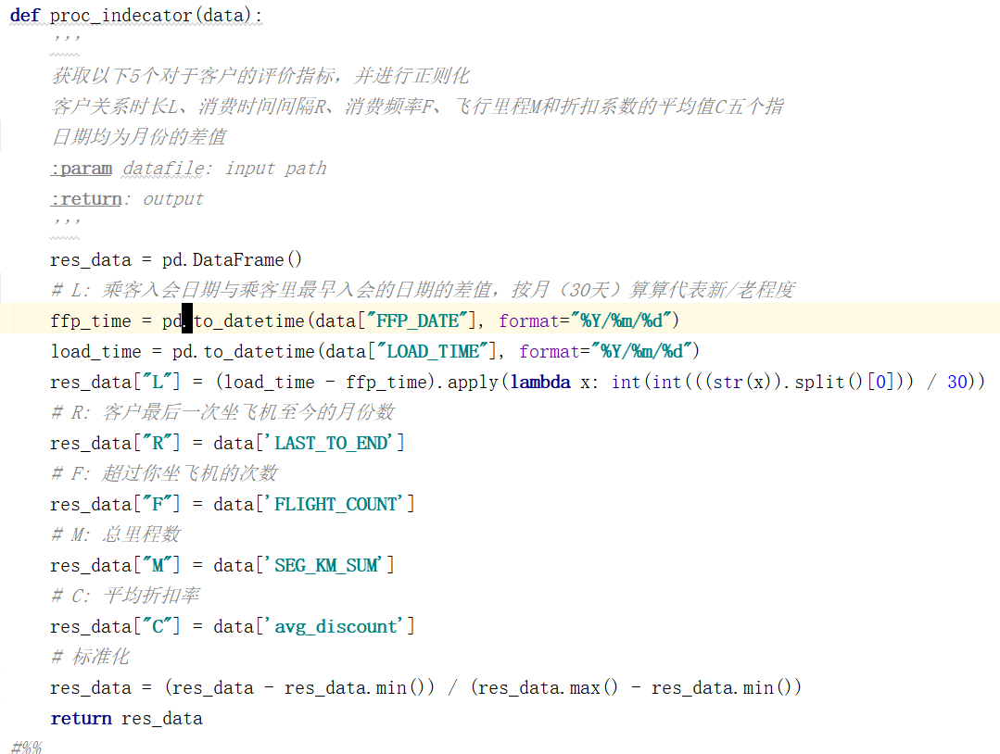 def proc_indecator(data):
    '''
    获取以下5个对于客户的评价指标，并进行正则化
    客户关系时长L、消费时间间隔R、消费频率F、飞行里程M和折扣系数的平均值C五个指
    日期均为月份的差值
    :param datafile: input path
    :return: output
    '''
    res_data = pd.DataFrame()
    # L: 乘客入会日期与乘客里最早入会的日期的差值，按月（30天）算算代表新/老程度
    ffp_time = pd.to_datetime(data["FFP_DATE"], format="%Y/%m/%d")
    load_time = pd.to_datetime(data["LOAD_TIME"], format="%Y/%m/%d")
    res_data["L"] = (load_time - ffp_time).apply(lambda x: int(int(((str(x)).split()[0])) / 30))
    # R: 客户最后一次坐飞机至今的月份数
    res_data["R"] = data['LAST_TO_END']
    # F: 超过你坐飞机的次数
    res_data["F"] = data['FLIGHT_COUNT']
    # M: 总里程数
    res_data["M"] = data['SEG_KM_SUM']
    # C: 平均折扣率
    res_data["C"] = data['avg_discount']
    # 标准化
    res_data = (res_data - res_data.min()) / (res_data.max() - res_data.min())
    return res_data
#%%